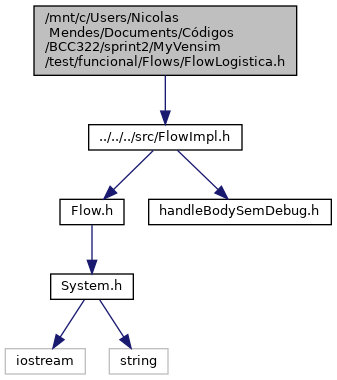 /mnt/c/Users/Nicolas
Mendes/Documents/Códigos
/BCC322/sprint2/MyVensim
/test/funcional/Flows/FlowLogistica.h
../../../src/FlowImpl.h
Flow.h
handleBodySemDebug.h
System.h
iostream
string